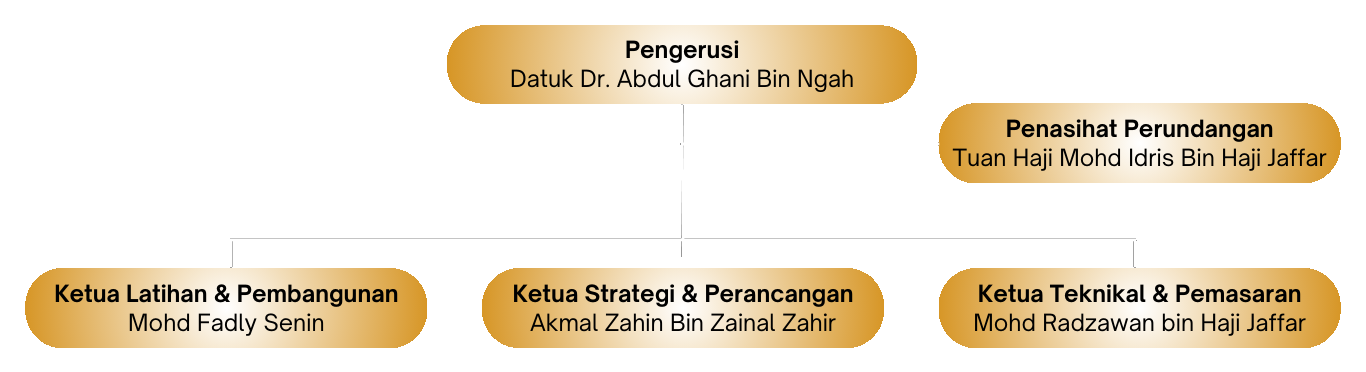 Pengerusi
Datuk Dr. Abdul Ghani Bin Ngah
Penasihat Perundangan
Tuan Haji Mohd Idris Bin Haji Jaffar
Ketua Latihan & Pembangunan
Mohd Fadly Senin
Ketua Strategi & Perancangan
Akmal Zahin Bin Zainal Zahir
Ketua Teknikal & Pemasaran
Mohd Radzawan bin Haji Jaffar